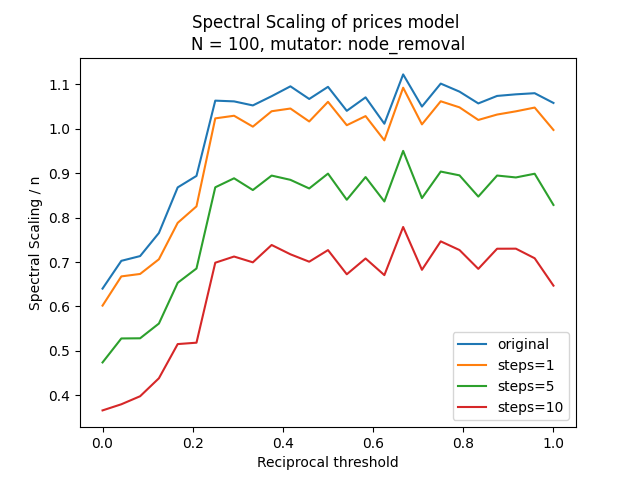 Spectral Scaling of prices model
N = 100, mutator: node_removal
Spectral Scaling / n
1.1
1.0
0.9
0.8
0.7
0.6
0.5
0.4
original
steps=1
steps=5
steps=10
0.0 0.2 0.4 0.6 0.8 1.0
Reciprocal threshold